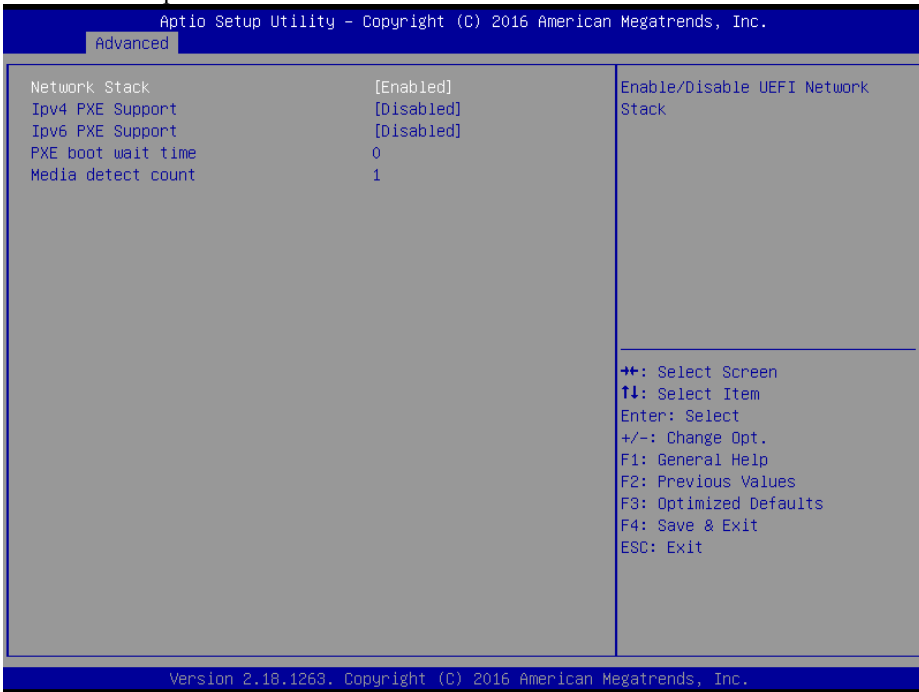 Aptio Setup Utility – Copyright (C) 2016 American Megatrends, Inc.
Advanced
Network Stack [Enabled]
Ipv4 PXE Support [Disabled]
Ipv6 PXE Support [Disabled]
PXE boot wait time 0
Media detect count 1
Enable/Disable UEFI Network
Stack
→←: Select Screen
↑↓: Select Item
Enter: Select
+/-: Change Opt.
F1: General Help
F2: Previous Values
F3: Optimized Defaults
F4: Save & Exit
ESC: Exit
Version 2.18.1263. Copyright (C) 2016 American Megatrends, Inc.